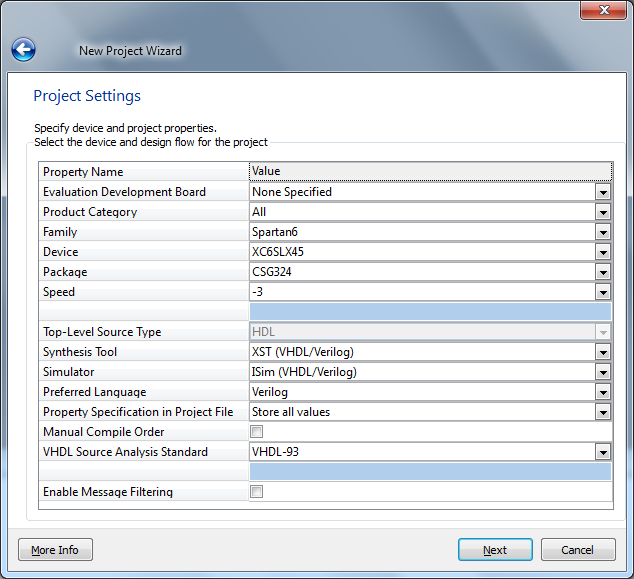 New Project Wizard
Project Settings
Specify device and project properties.
Select the device and design flow for the project
Property Name Value
Evaluation Development Board None Specified
Product Category All
Family Spartan6
Device XC6SLX45
Package CSG324
Speed -3
Top-Level Source Type HDL
Synthesis Tool XST (VHDL/Verilog)
Simulator ISim (VHDL/Verilog)
Preferred Language Verilog
Property Specification in Project File Store all values
Manual Compile Order
VHDL Source Analysis Standard VHDL-93
Enable Message Filtering
More Info Next Cancel